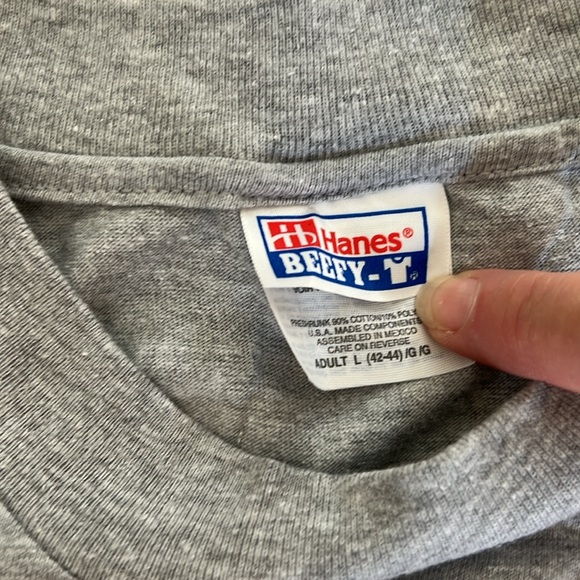 Hanes®
BEEFY-T
PRESHRUNK 90% COTTON/10% POLY
U.S.A. MADE COMPONENTS
ASSEMBLED IN MEXICO
CARE ON REVERSE
ADULT L (42-44) /G /G